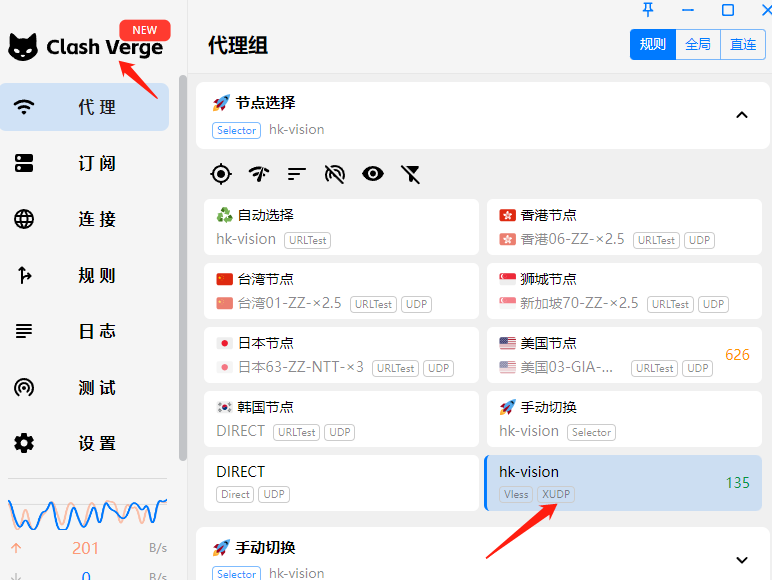 NEW
Clash Verge
代理
订阅
连接
规则
日志
测试
设置
201 B/s
0 B/s
代理组
规则 全局 直连
节点选择
Selector hk-vision
自动选择
hk-vision URLTest
香港节点
香港06-ZZ-×2.5 URLTest UDP
台湾节点
台湾01-ZZ-×2.5 URLTest UDP
狮城节点
新加坡70-ZZ-×2.5 URLTest UDP
日本节点
日本63-ZZ-NTT-×3 URLTest UDP
美国节点
美国03-GIA-... URLTest UDP
626
韩国节点
DIRECT URLTest UDP
手动切换
hk-vision Selector
DIRECT
Direct UDP
hk-vision
Vless XUDP
135
手动切换
Selector hk-vision